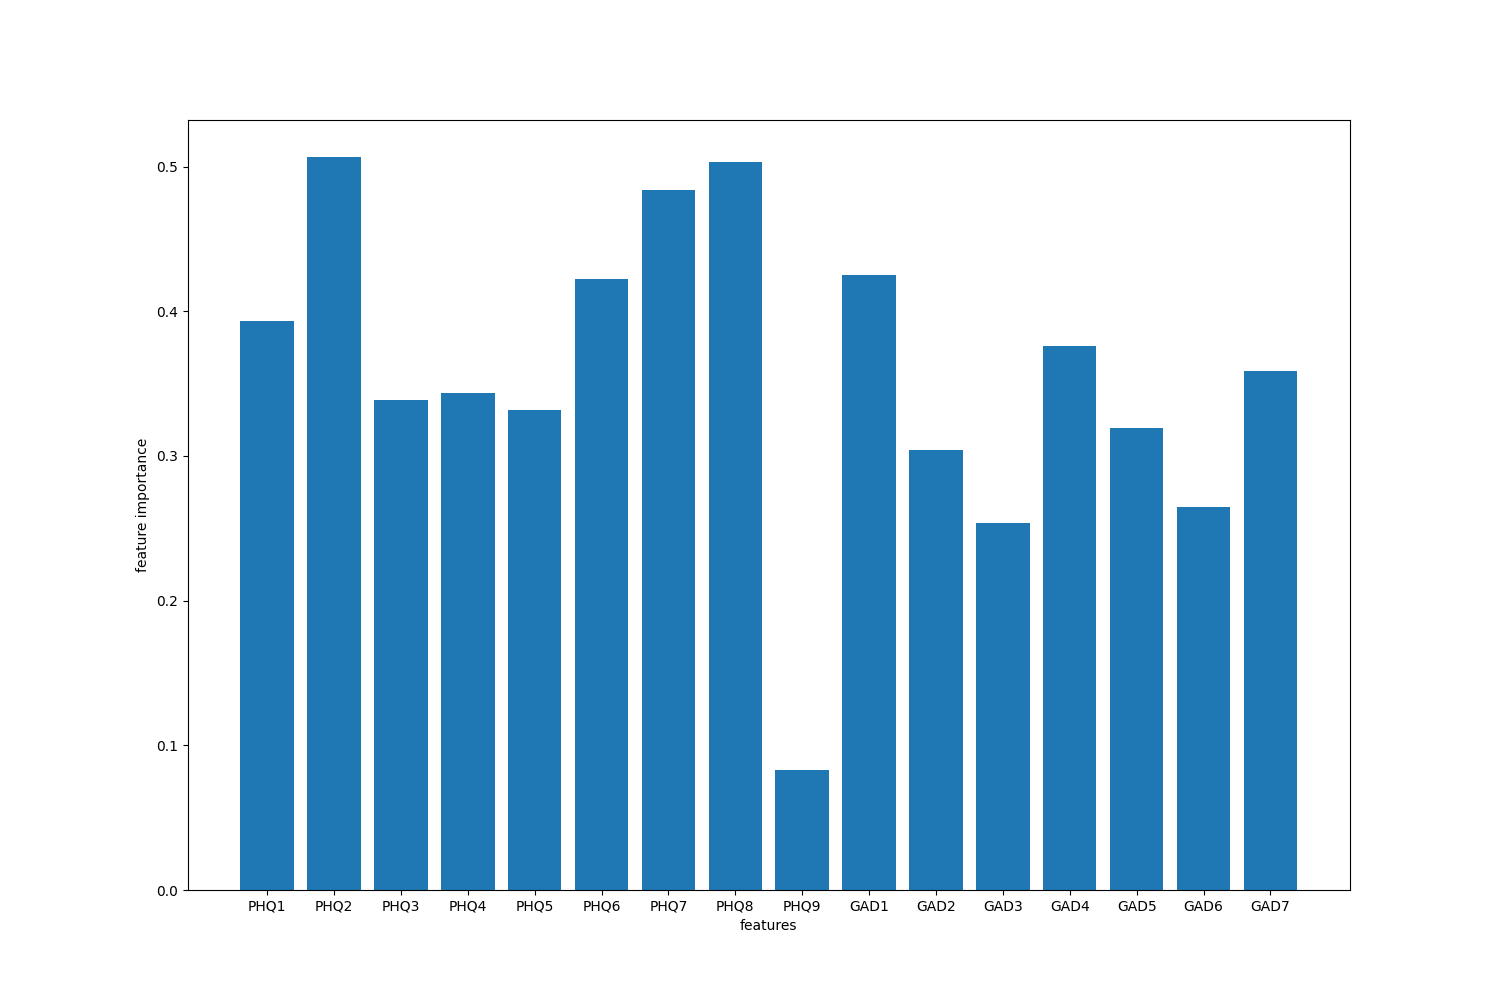 feature importance
0.5
0.4
0.3
0.2
0.1
0.0
PHQ1 PHQ2 PHQ3 PHQ4 PHQ5 PHQ6 PHQ7 PHQ8 PHQ9 GAD1 GAD2 GAD3 GAD4 GAD5 GAD6 GAD7
features